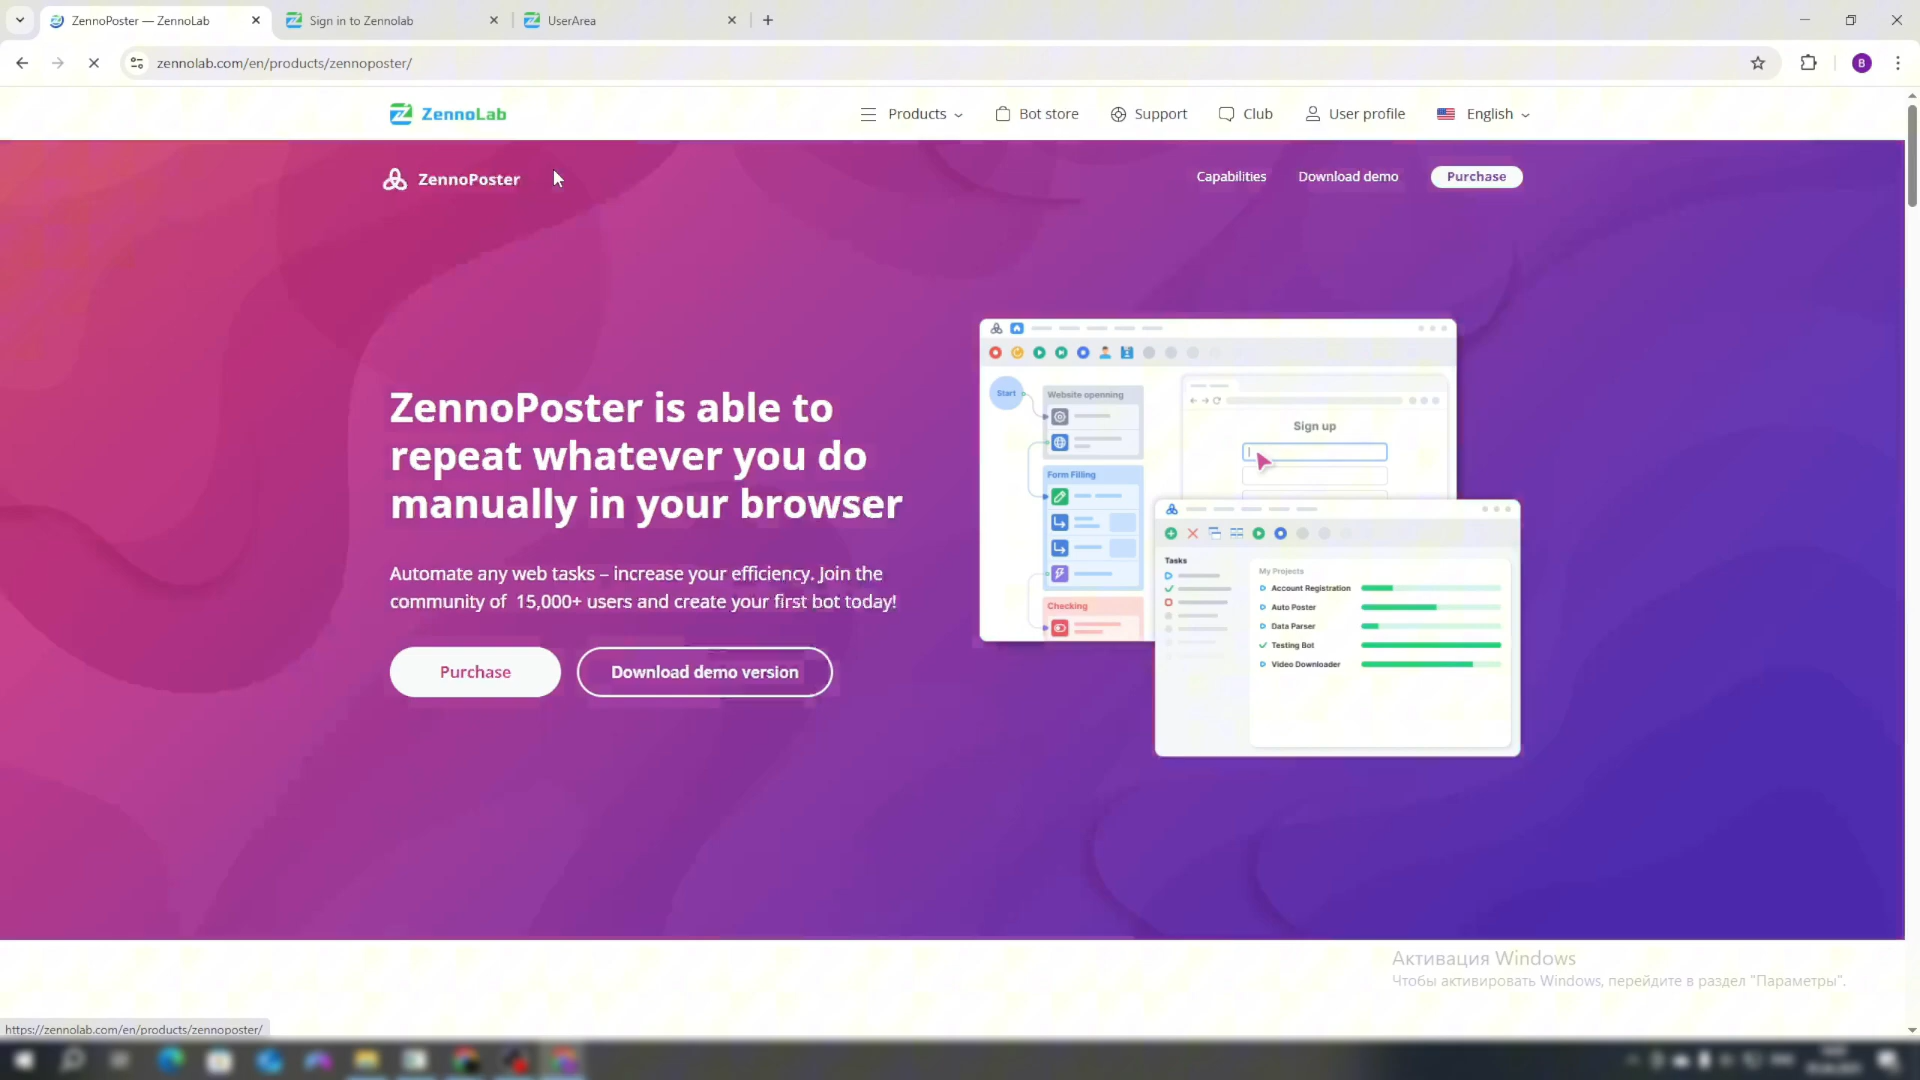 ZennoPoster — ZennoLab
Sign in to Zennolab
UserArea
zennolab.com/en/products/zennoposter/
B
ZennoLab
Products
Bot store
Support
Club
User profile
English
ZennoPoster
Capabilities
Download demo
Purchase
ZennoPoster is able to
repeat whatever you do
manually in your browser
Automate any web tasks – increase your efficiency. Join the
community of 15,000+ users and create your first bot today!
Purchase
Download demo version
Start
Website openning
Form Filling
Checking
Sign up
Tasks
My Projects
Account Registration
Auto Poster
Data Parser
Testing Bot
Video Downloader
Активация Windows
Чтобы активировать Windows, перейдите в раздел "Параметры".
https://zennolab.com/en/products/zennoposter/